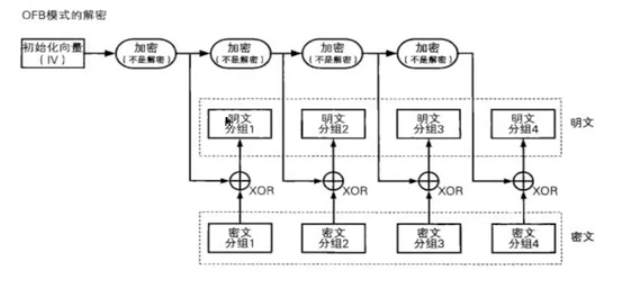 OFB模式的解密
初始化向量
（IV）
加密
（不是解密）
加密
（不是解密）
加密
（不是解密）
加密
（不是解密）
明文
分组1
明文
分组2
明文
分组3
明文
分组4
明文
XOR
XOR
XOR
XOR
密文
分组1
密文
分组2
密文
分组3
密文
分组4
密文